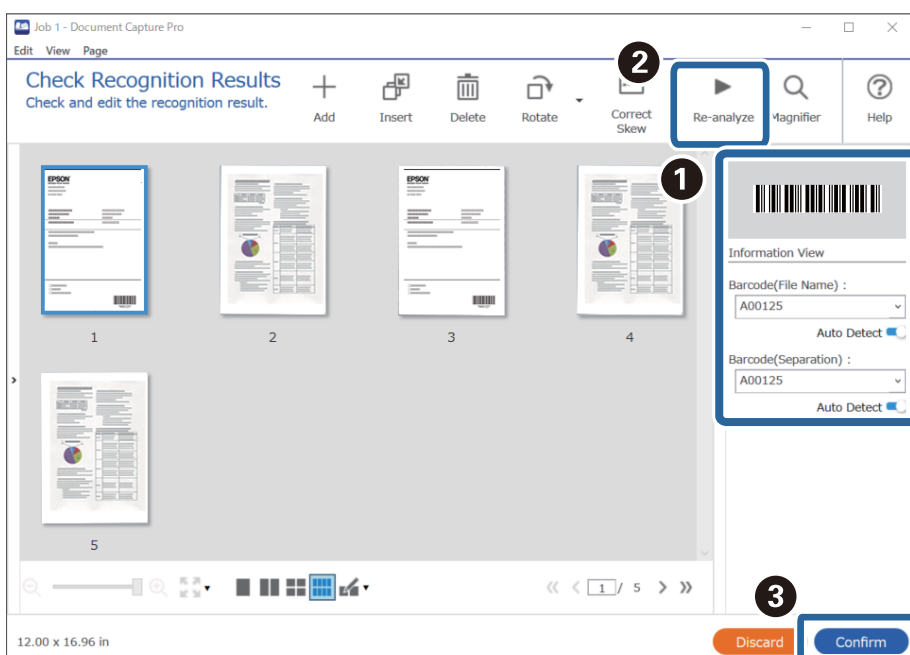 Job 1 - Document Capture Pro
Edit View Page
Check Recognition Results
Check and edit the recognition result.
Add
Insert
Delete
Rotate
Correct
Skew
Re-analyze
Magnifier
Help
2
1
EPSON
EPSON
1
2
3
4
5
Information View
Barcode(File Name) :
A00125
Auto Detect
Barcode(Separation) :
A00125
Auto Detect
1 / 5
3
12.00 x 16.96 in
Discard
Confirm